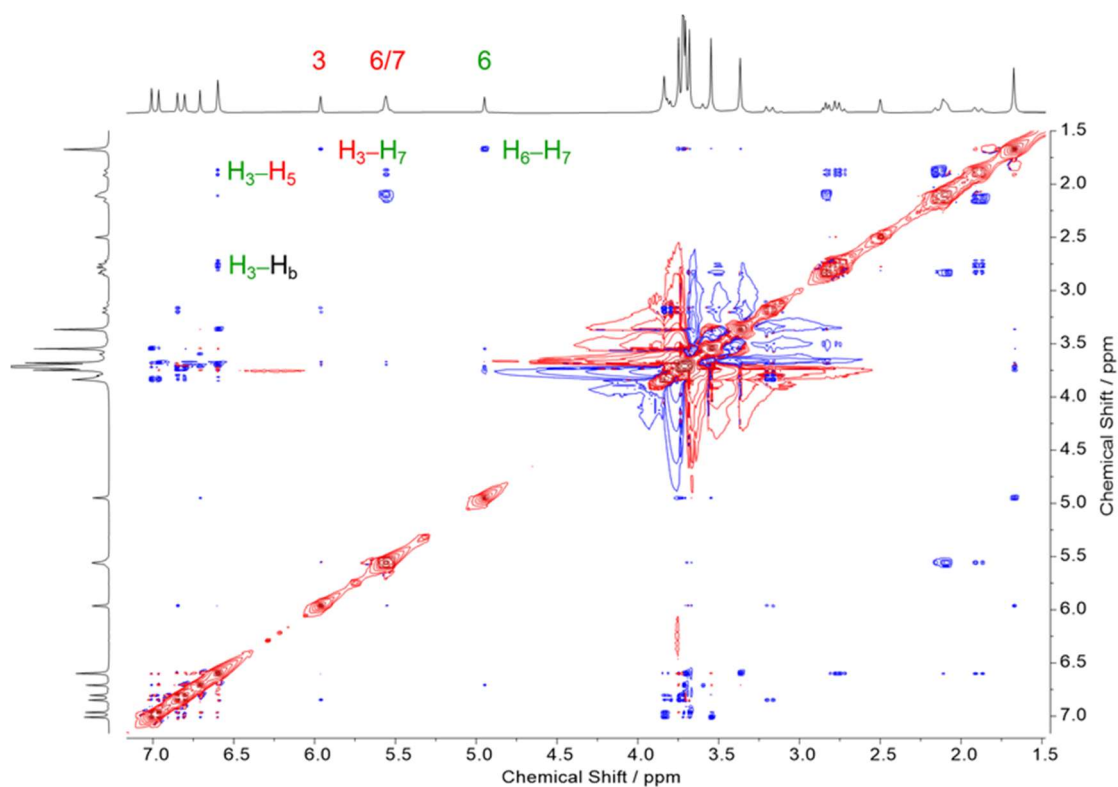 3 6/7 6
H₃–H₇ H₆–H₇
H₃–H₅
H₃–H_b
1.5
2.0
2.5
3.0
3.5
4.0
4.5
5.0
5.5
6.0
6.5
7.0
Chemical Shift / ppm
7.0 6.5 6.0 5.5 5.0 4.5 4.0 3.5 3.0 2.5 2.0 1.5
Chemical Shift / ppm